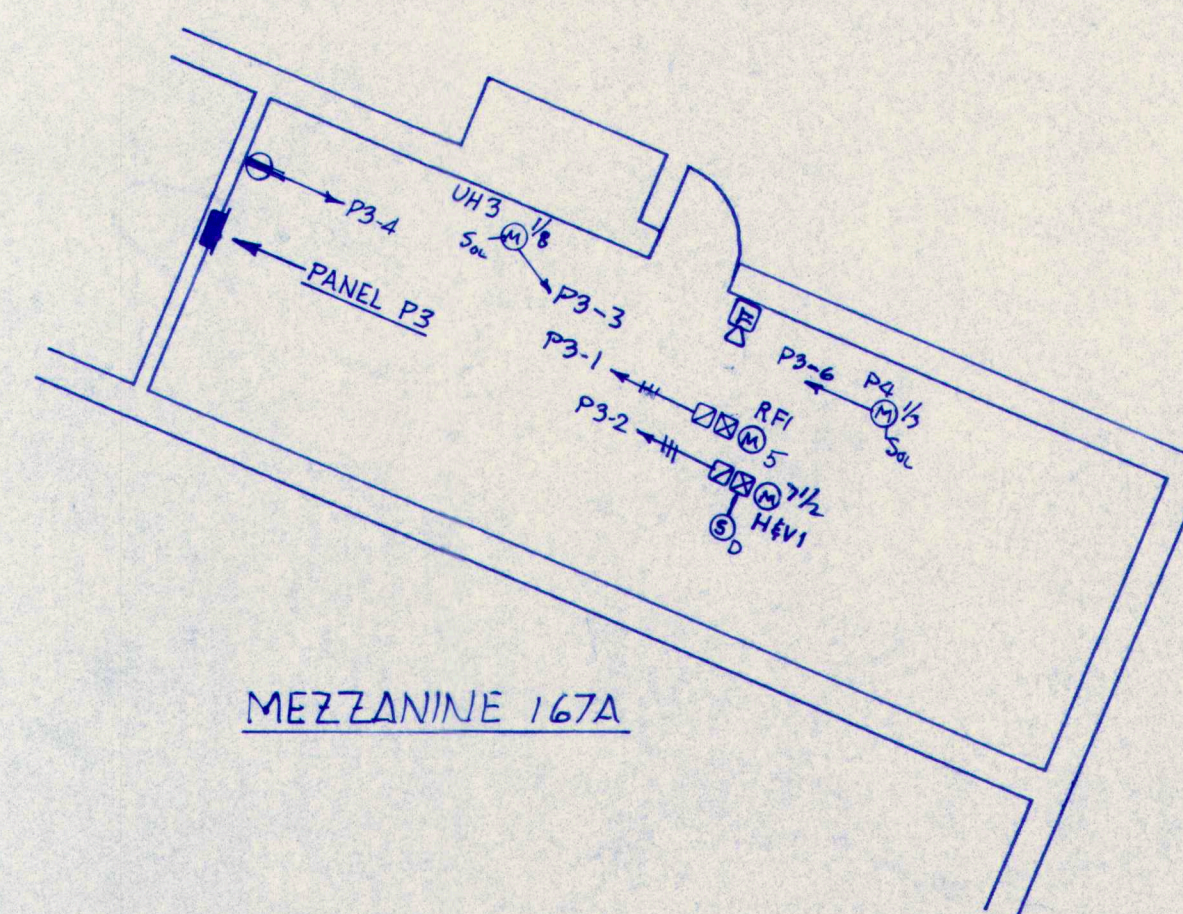 P3-4
PANEL P3
UH3
1/8
SOL
M
P3-3
F
P3-1
RF1
M
5
P3-6
P4
M
1/3
SOL
P3-2
M
7 1/2
H&V1
S
D
MEZZANINE 167A